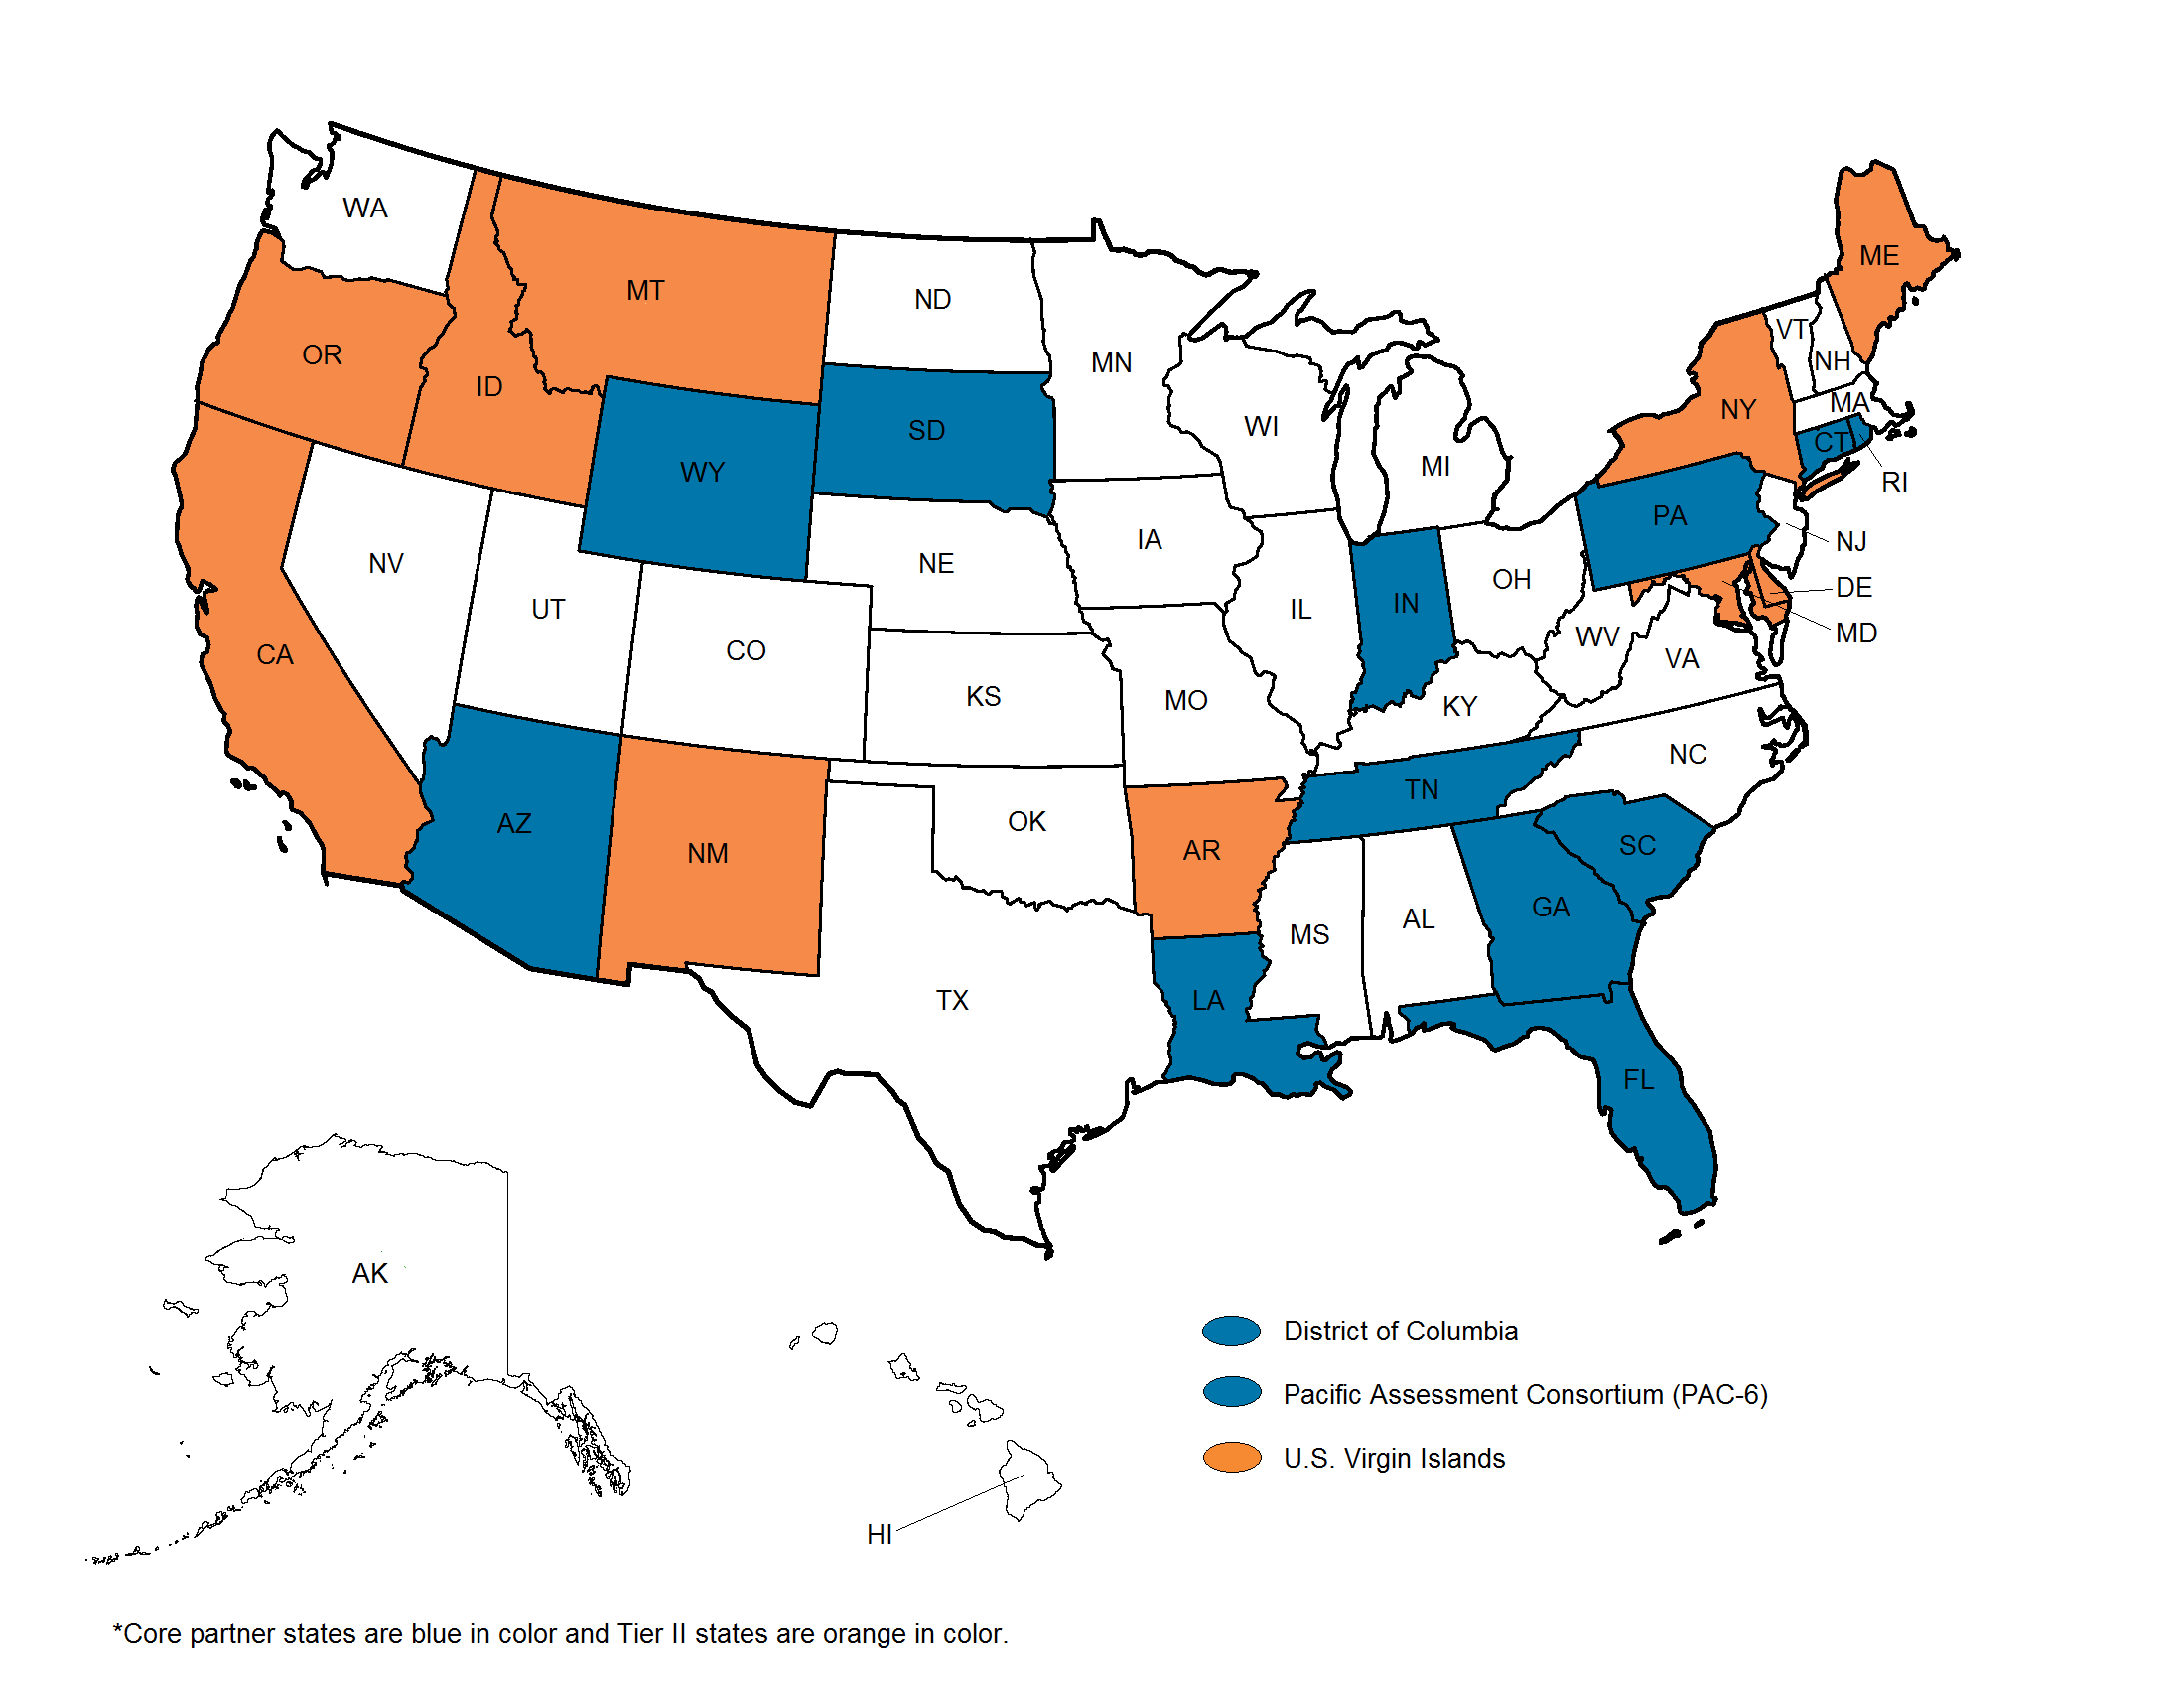 WA
MT
ND
MN
ME
VT
NH
OR
ID
WY
SD
WI
MI
NY
MA
CT
RI
PA
NJ
NV
UT
CO
NE
IA
IL
IN
OH
WV
VA
DE
MD
CA
KS
MO
KY
NC
AZ
NM
OK
AR
TN
SC
TX
LA
MS
AL
GA
FL
AK
HI
District of Columbia
Pacific Assessment Consortium (PAC-6)
U.S. Virgin Islands
*Core partner states are blue in color and Tier II states are orange in color.